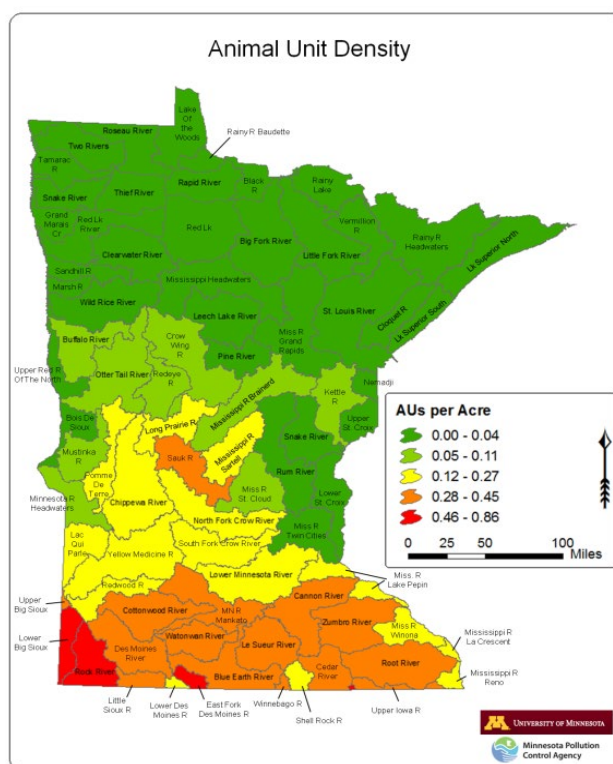 Animal Unit Density
Lake
Of
the
Woods
Roseau River
Two Rivers
Rainy R Baudette
Tamarac
R
Thief River
Rapid River
Black
R
Rainy
Lake
Snake River
Grand
Marais
Cr
Red Lk
River
Red Lk
Big Fork River
Vermillion
R
Rainy R
Headwaters
Little Fork River
Lk Superior North
Clearwater River
Sandhill R
Marsh R
Mississippi Headwaters
Wild Rice River
Leech Lake River
St. Louis River
Cloquet R
Lk Superior South
Miss R
Grand
Rapids
Buffalo River
Crow
Wing
R
Pine River
Upper Red R
Of The North
Otter Tail River
Redeye
R
Mississippi R Brainerd
Kettle
R
Nemadji
Bois De
Sioux
Long Prairie R
Mississippi R
Sartell
Snake River
Upper
St. Croix
Mustinka
R
Pomme
De
Terre
Sauk R
Minnesota R
Headwaters
Chippewa River
Miss R
St. Cloud
Rum River
Lower
St. Croix
North Fork Crow River
Miss R
Twin Cities
Lac
Qui
Parle
Yellow Medicine R
South Fork Crow River
Redwood R
Lower Minnesota River
Miss. R
Lake Pepin
Upper
Big Sioux
Cottonwood River
MN R
Mankato
Cannon River
Zumbro River
Lower
Big Sioux
Watonwan River
Le Sueur River
Miss R
Winona
Mississippi R
La Crescent
Rock River
Des Moines
River
Blue Earth River
Cedar
River
Root River
Mississippi R
Reno
Little
Sioux R
Lower Des
Moines R
East Fork
Des Moines R
Winnebago R
Shell Rock R
Upper Iowa R
AUs per Acre
0.00 - 0.04
0.05 - 0.11
0.12 - 0.27
0.28 - 0.45
0.46 - 0.86
0 25 50 100
Miles
M
UNIVERSITY OF MINNESOTA
Minnesota Pollution
Control Agency